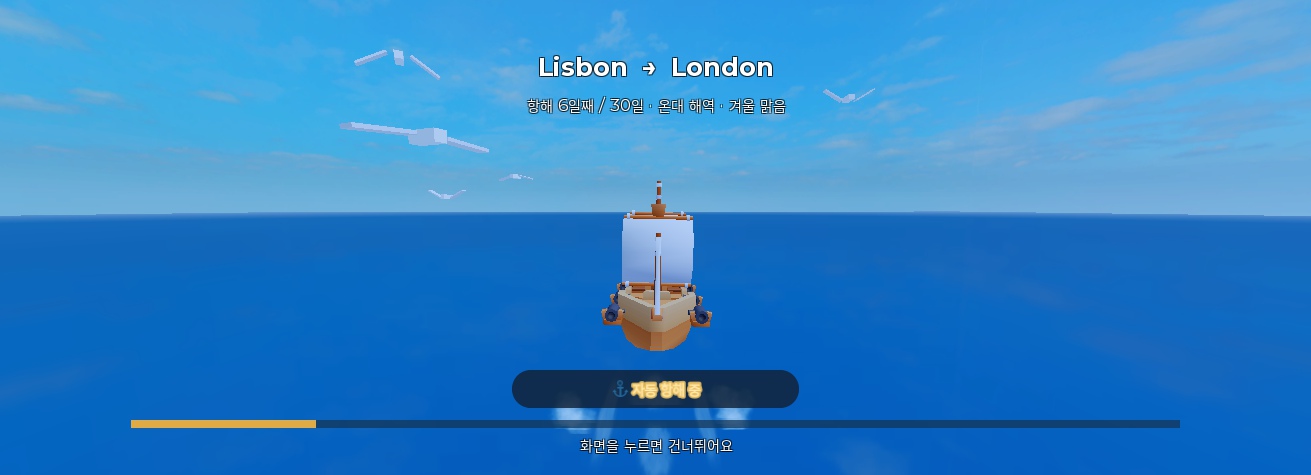 Lisbon → London
항해 6일째 / 30일 · 온대 해역 · 겨울 맑음
⚓ 자동 항해 중
화면을 누르면 건너뛰어요